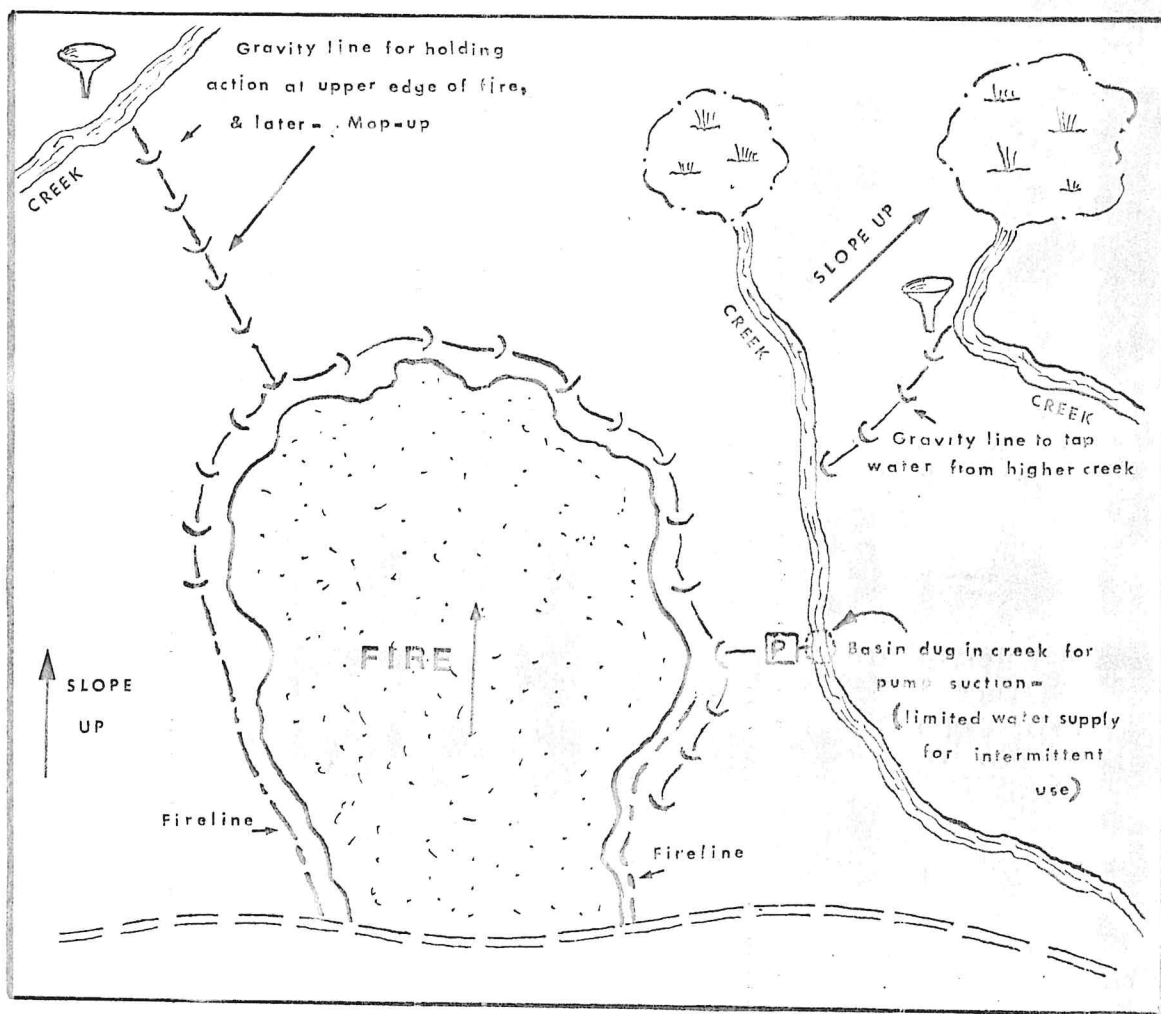 Gravity line for holding
action at upper edge of fire,
& later= . Mop=up
CREEK
SLOPE UP
CREEK
CREEK
Gravity line to tap
water from higher creek
FIRE
P
Basin dug in creek for
pump suction=
(limited water supply
for intermittent
use)
SLOPE
UP
Fireline
Fireline